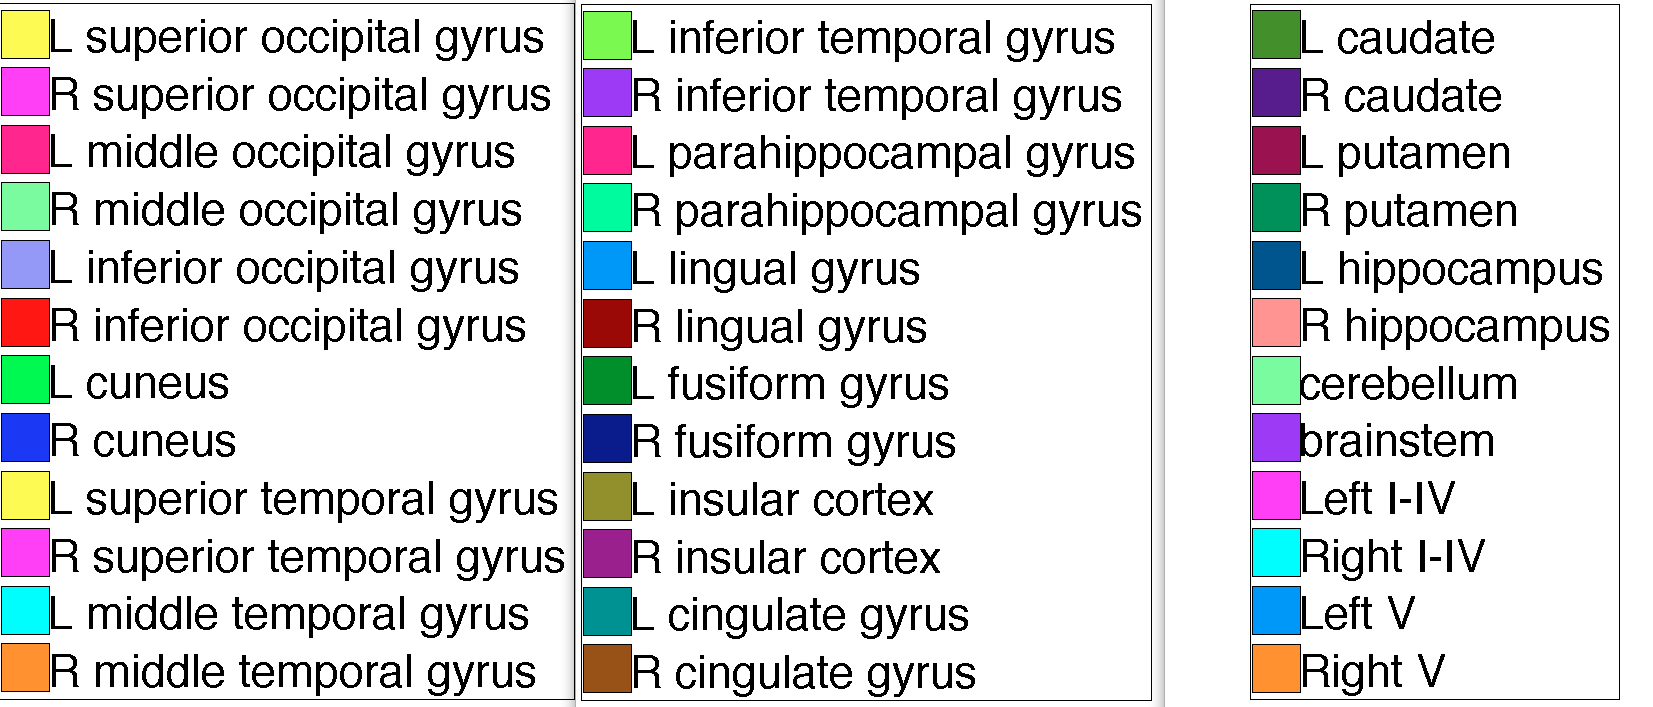 L superior occipital gyrus
R superior occipital gyrus
L middle occipital gyrus
R middle occipital gyrus
L inferior occipital gyrus
R inferior occipital gyrus
L cuneus
R cuneus
L superior temporal gyrus
R superior temporal gyrus
L middle temporal gyrus
R middle temporal gyrus
L inferior temporal gyrus
R inferior temporal gyrus
L parahippocampal gyrus
R parahippocampal gyrus
L lingual gyrus
R lingual gyrus
L fusiform gyrus
R fusiform gyrus
L insular cortex
R insular cortex
L cingulate gyrus
R cingulate gyrus
L caudate
R caudate
L putamen
R putamen
L hippocampus
R hippocampus
cerebellum
brainstem
Left I-IV
Right I-IV
Left V
Right V